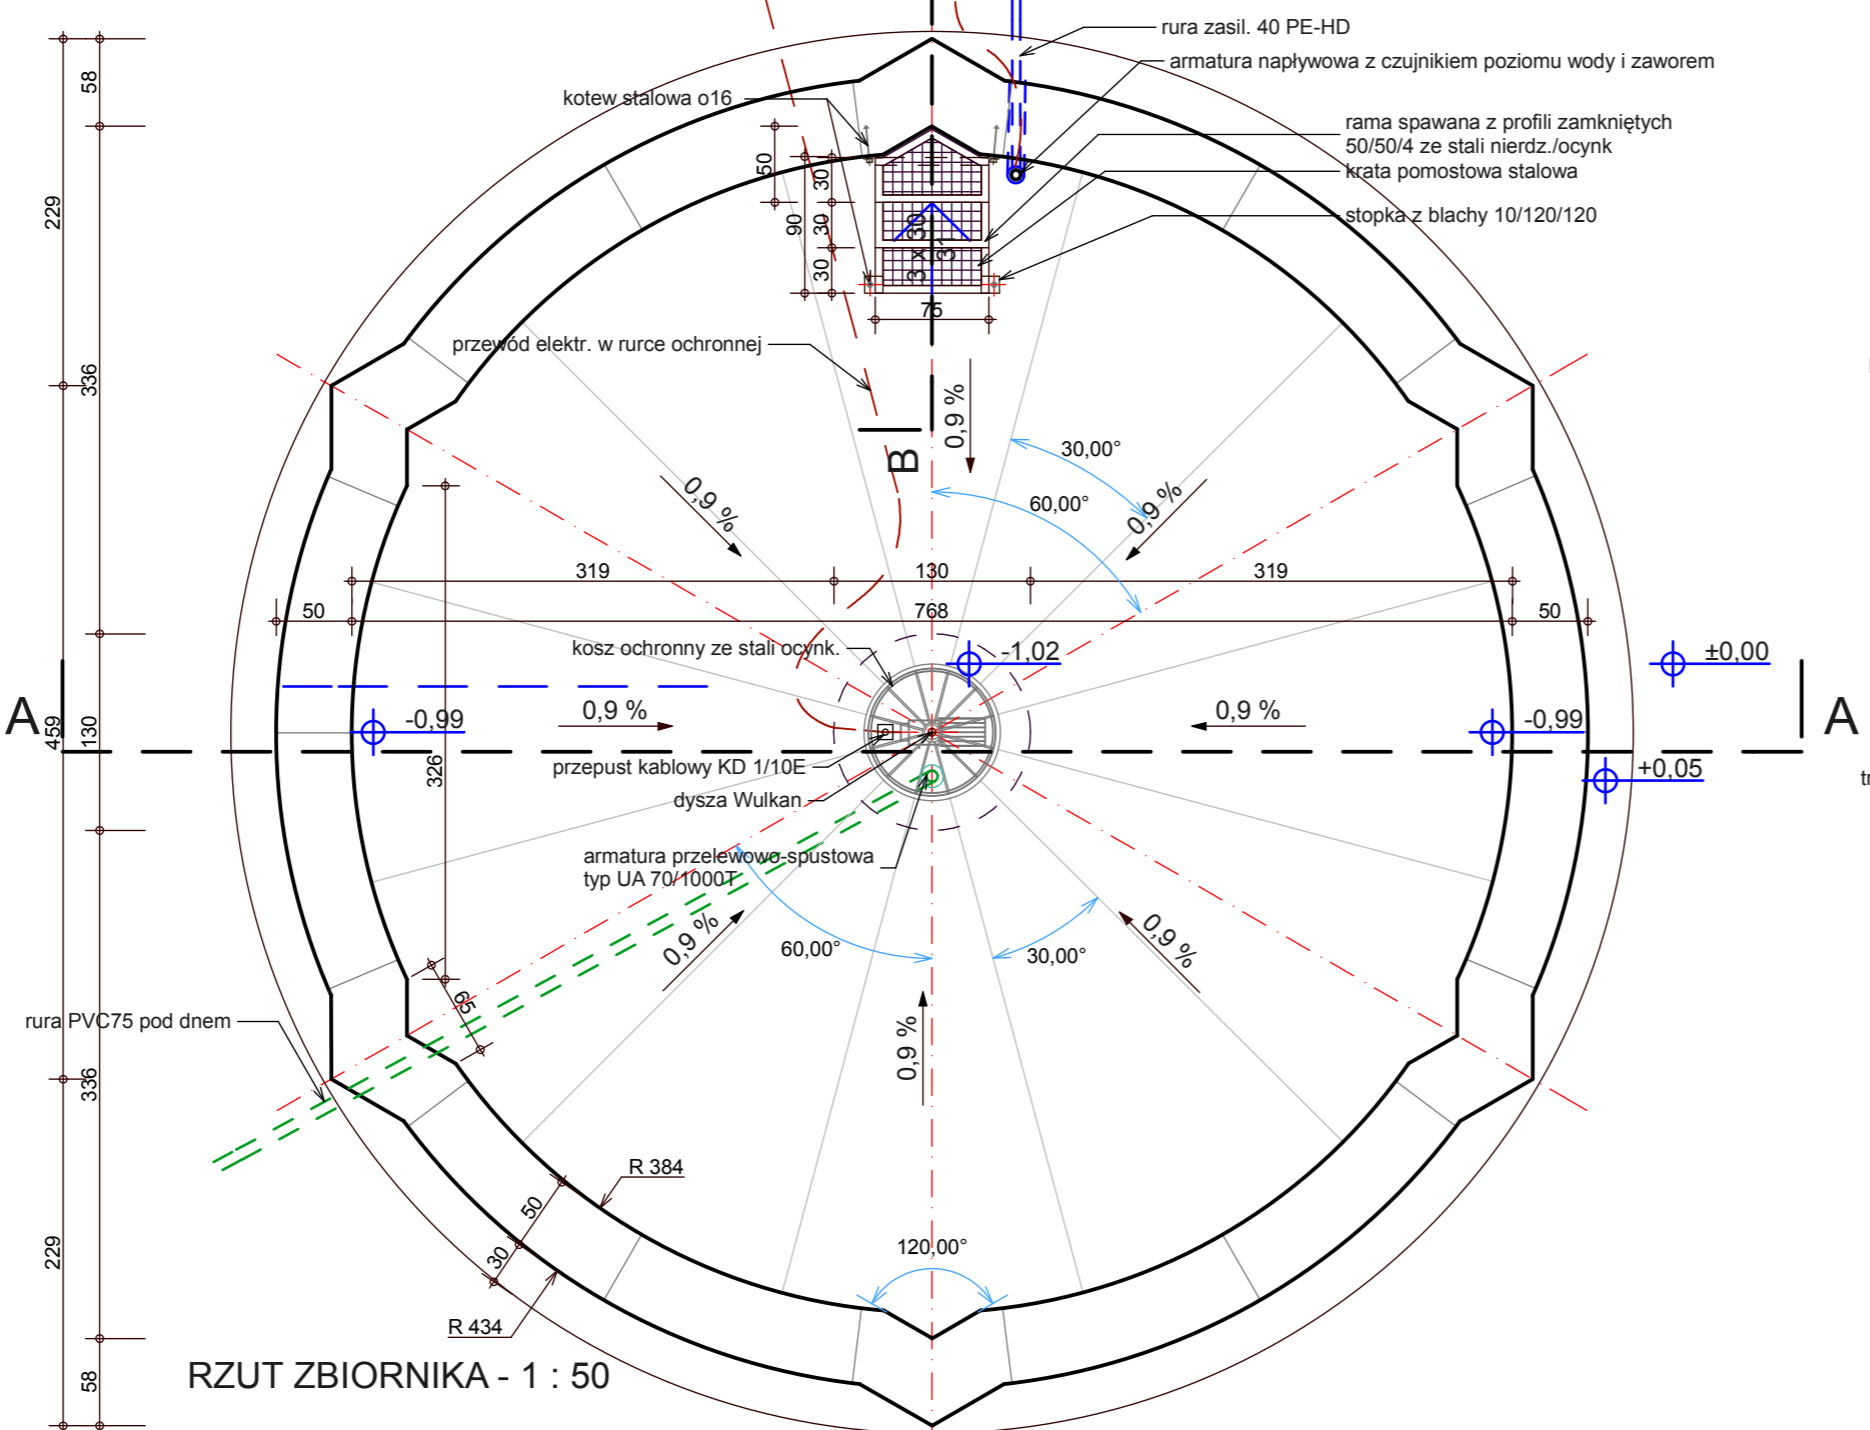 rura zasil. 40 PE-HD
armatura napływowa z czujnikiem poziomu wody i zaworem
kotew stalowa o16
rama spawana z profili zamkniętych
50/50/4 ze stali nierdz./ocynk
krata pomostowa stalowa
stopka z blachy 10/120/120
58
229
336
50
90
30
30
30
3 x 30
31
75
przewód elektr. w rurce ochronnej
0,9 %
B
30,00°
60,00°
0,9 %
0,9 %
319
130
319
50
768
50
kosz ochronny ze stali ocynk.
-1,02
±0,00
A
459
130
-0,99
0,9 %
0,9 %
-0,99
A
326
przepust kablowy KD 1/10E
+0,05
dysza Wulkan
armatura przelewowo-spustowa
typ UA 70/1000T
0,9 %
60,00°
30,00°
0,9 %
65
rura PVC75 pod dnem
0,9 %
336
R 384
50
30
229
120,00°
R 434
58
RZUT ZBIORNIKA - 1 : 50